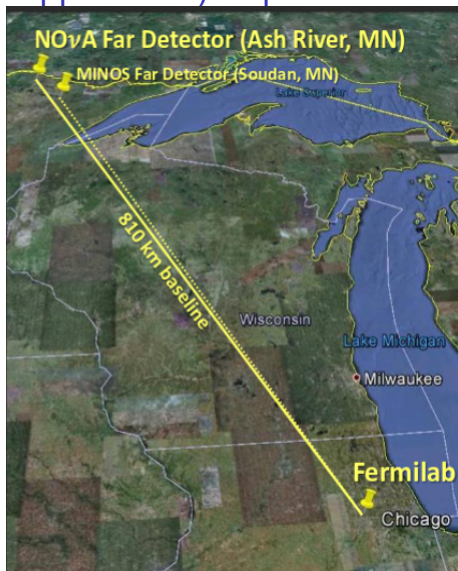 NOνA Far Detector (Ash River, MN)
MINOS Far Detector (Soudan, MN)
Lake Superior
810 km baseline
Wisconsin
Lake Michigan
Milwaukee
Fermilab
Chicago